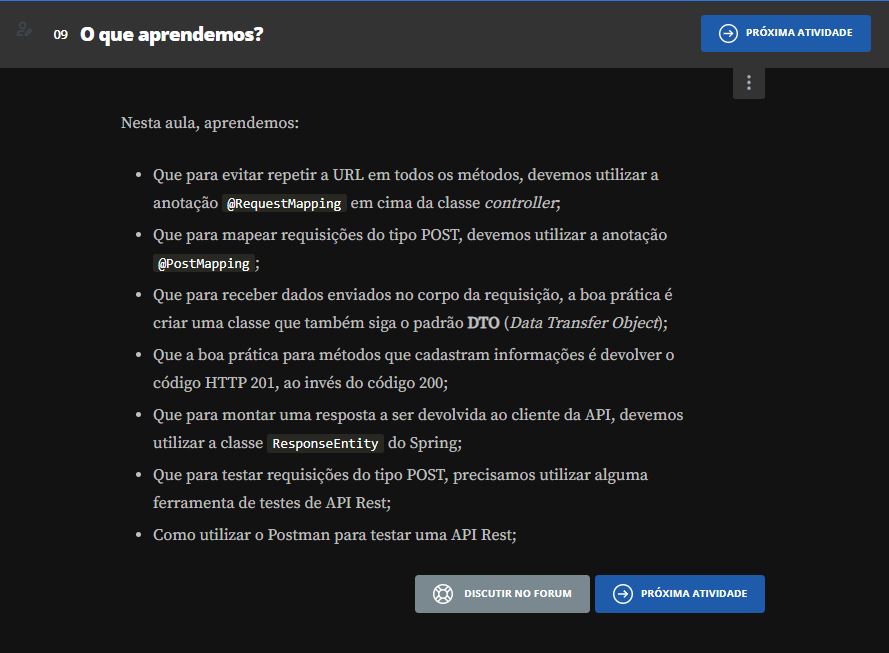 09 O que aprendemos?
PRÓXIMA ATIVIDADE
Nesta aula, aprendemos:
• Que para evitar repetir a URL em todos os métodos, devemos utilizar a
anotação @RequestMapping em cima da classe controller;
• Que para mapear requisições do tipo POST, devemos utilizar a anotação
@PostMapping ;
• Que para receber dados enviados no corpo da requisição, a boa prática é
criar uma classe que também siga o padrão DTO (Data Transfer Object);
• Que a boa prática para métodos que cadastram informações é devolver o
código HTTP 201, ao invés do código 200;
• Que para montar uma resposta a ser devolvida ao cliente da API, devemos
utilizar a classe ResponseEntity do Spring;
• Que para testar requisições do tipo POST, precisamos utilizar alguma
ferramenta de testes de API Rest;
• Como utilizar o Postman para testar uma API Rest;
DISCUTIR NO FORUM
PRÓXIMA ATIVIDADE